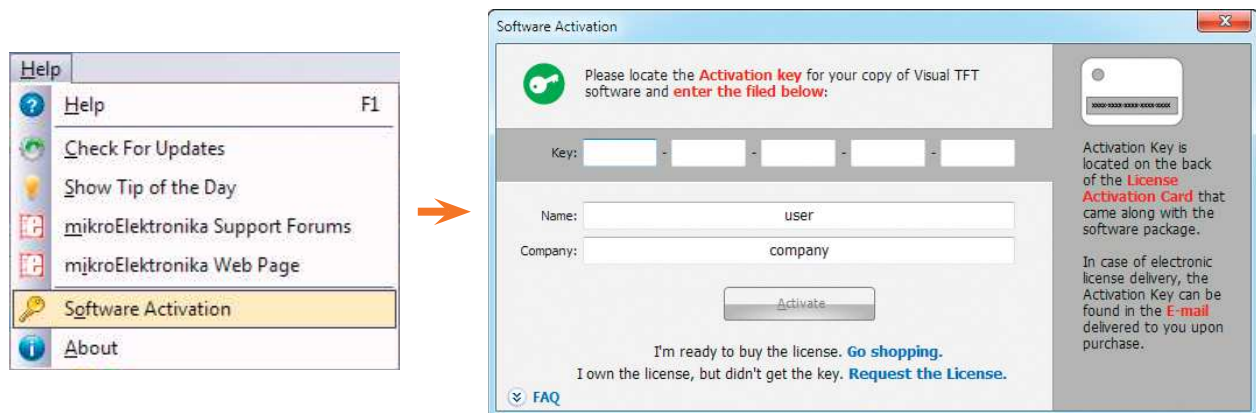 Help
Help F1
Check For Updates
Show Tip of the Day
mikroElektronika Support Forums
mikroElektronika Web Page
Software Activation
About
Software Activation
Please locate the Activation key for your copy of Visual TFT
software and enter the filed below:
Key: - - - -
Name: user
Company: company
Activate
I'm ready to buy the license. Go shopping.
I own the license, but didn't get the key. Request the License.
FAQ
xxxx-xxxx-xxxx-xxxx-xxxx
Activation Key is
located on the back
of the License
Activation Card that
came along with the
software package.
In case of electronic
license delivery, the
Activation Key can be
found in the E-mail
delivered to you upon
purchase.